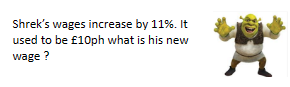 Shrek's wages increase by 11%. It
used to be £10ph what is his new
wage ?